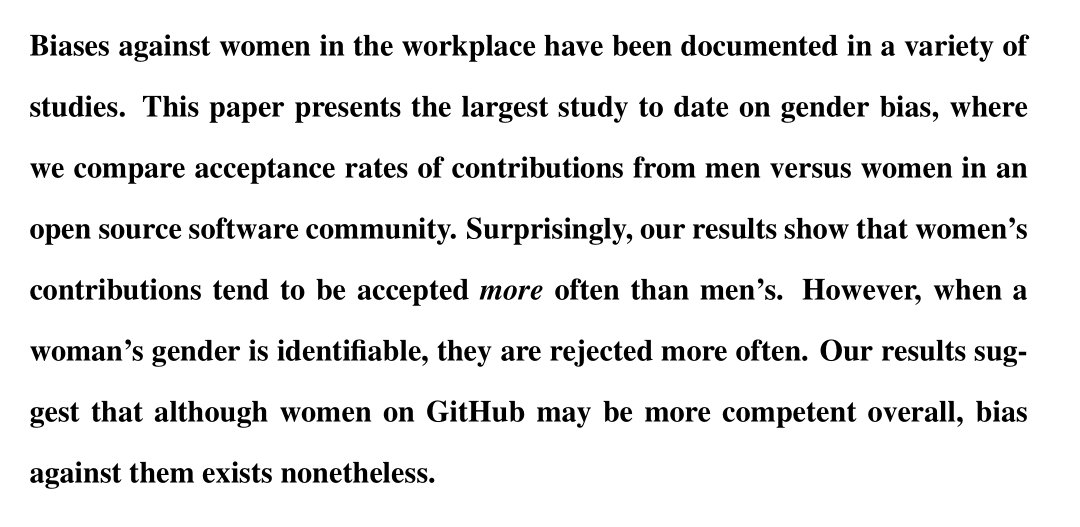 Biases against women in the workplace have been documented in a variety of
studies. This paper presents the largest study to date on gender bias, where
we compare acceptance rates of contributions from men versus women in an
open source software community. Surprisingly, our results show that women’s
contributions tend to be accepted more often than men’s. However, when a
woman’s gender is identifiable, they are rejected more often. Our results sug-
gest that although women on GitHub may be more competent overall, bias
against them exists nonetheless.